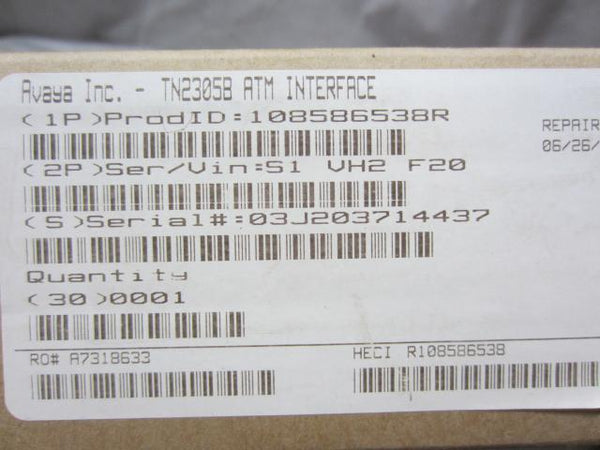 Avaya Inc. - TN2305B ATM INTERFACE
(1P)ProdID:108586538R
REPAIR
06/26/
(2P)Ser/Vin:S1 VH2 F20
(S)Serial#:03J203714437
Quantity
(30)0001
RO# A7318633
HECI R108586538